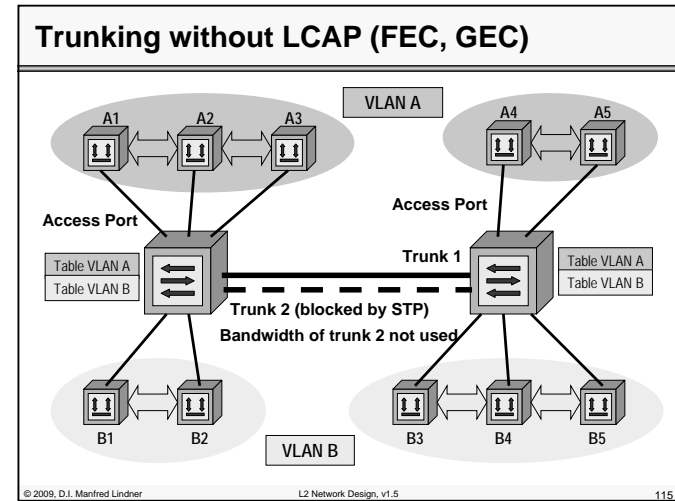 Trunking without LCAP (FEC, GEC)
VLAN A
A1
A2
A3
A4
A5
Access Port
Access Port
Trunk 1
Table VLAN A
Table VLAN B
Table VLAN A
Table VLAN B
Trunk 2 (blocked by STP)
Bandwidth of trunk 2 not used
B1
B2
B3
B4
B5
VLAN B
© 2009, D.I. Manfred Lindner
L2 Network Design, v1.5
115